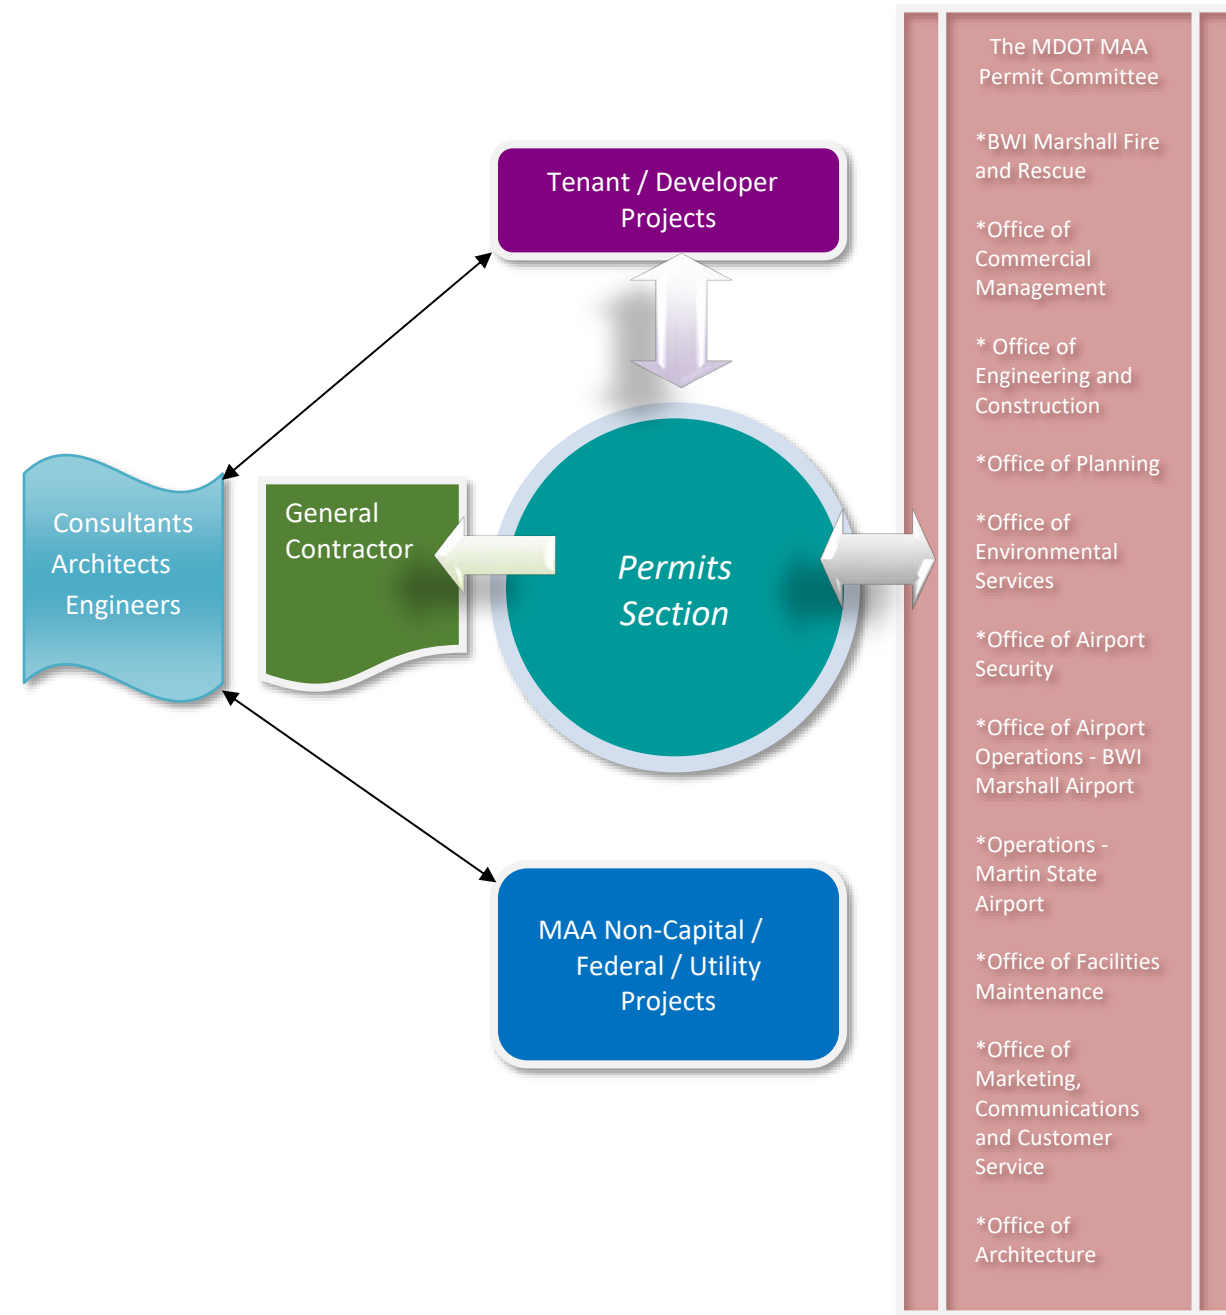 Tenant / Developer
Projects
Consultants
Architects
Engineers
General
Contractor
Permits
Section
MAA Non-Capital /
Federal / Utility
Projects
The MDOT MAA
Permit Committee
*BWI Marshall Fire
and Rescue
*Office of
Commercial
Management
* Office of
Engineering and
Construction
*Office of Planning
*Office of
Environmental
Services
*Office of Airport
Security
*Office of Airport
Operations - BWI
Marshall Airport
*Operations -
Martin State
Airport
*Office of Facilities
Maintenance
*Office of
Marketing,
Communications
and Customer
Service
*Office of
Architecture